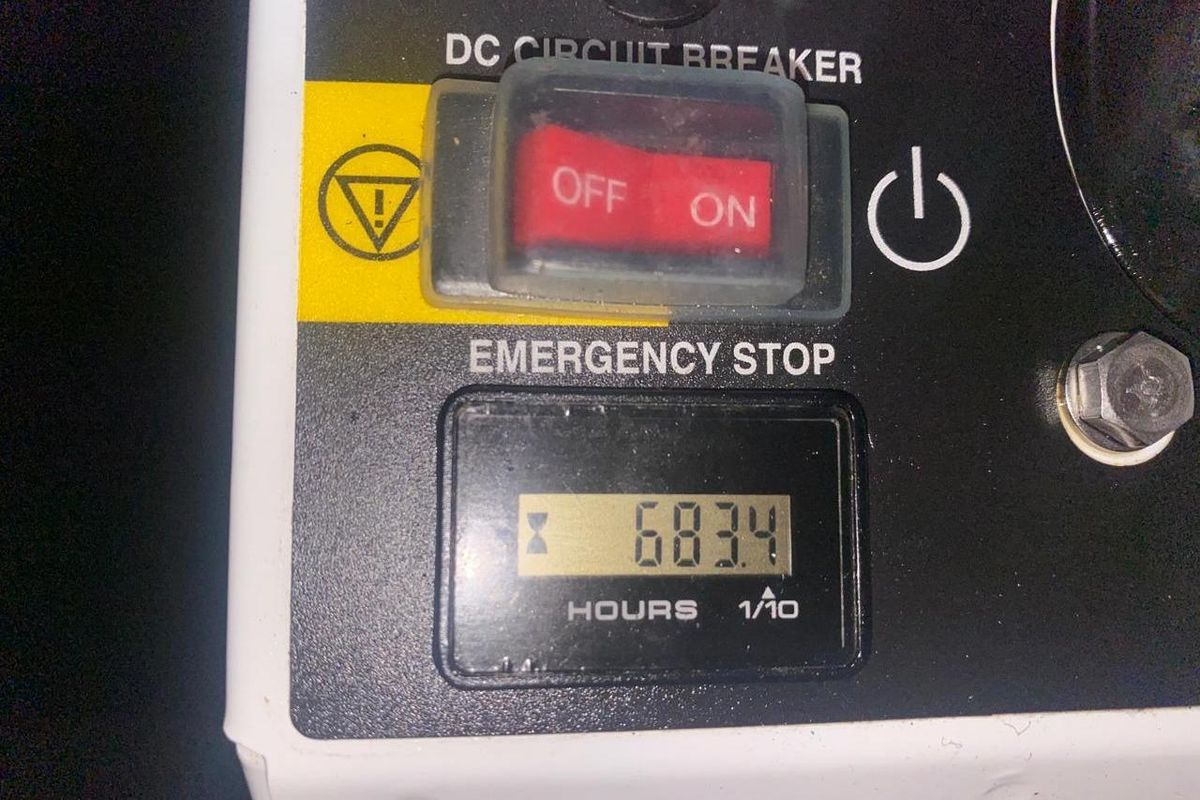 DC CIRCUIT BREAKER
OFF ON
EMERGENCY STOP
683.4
HOURS 1/10